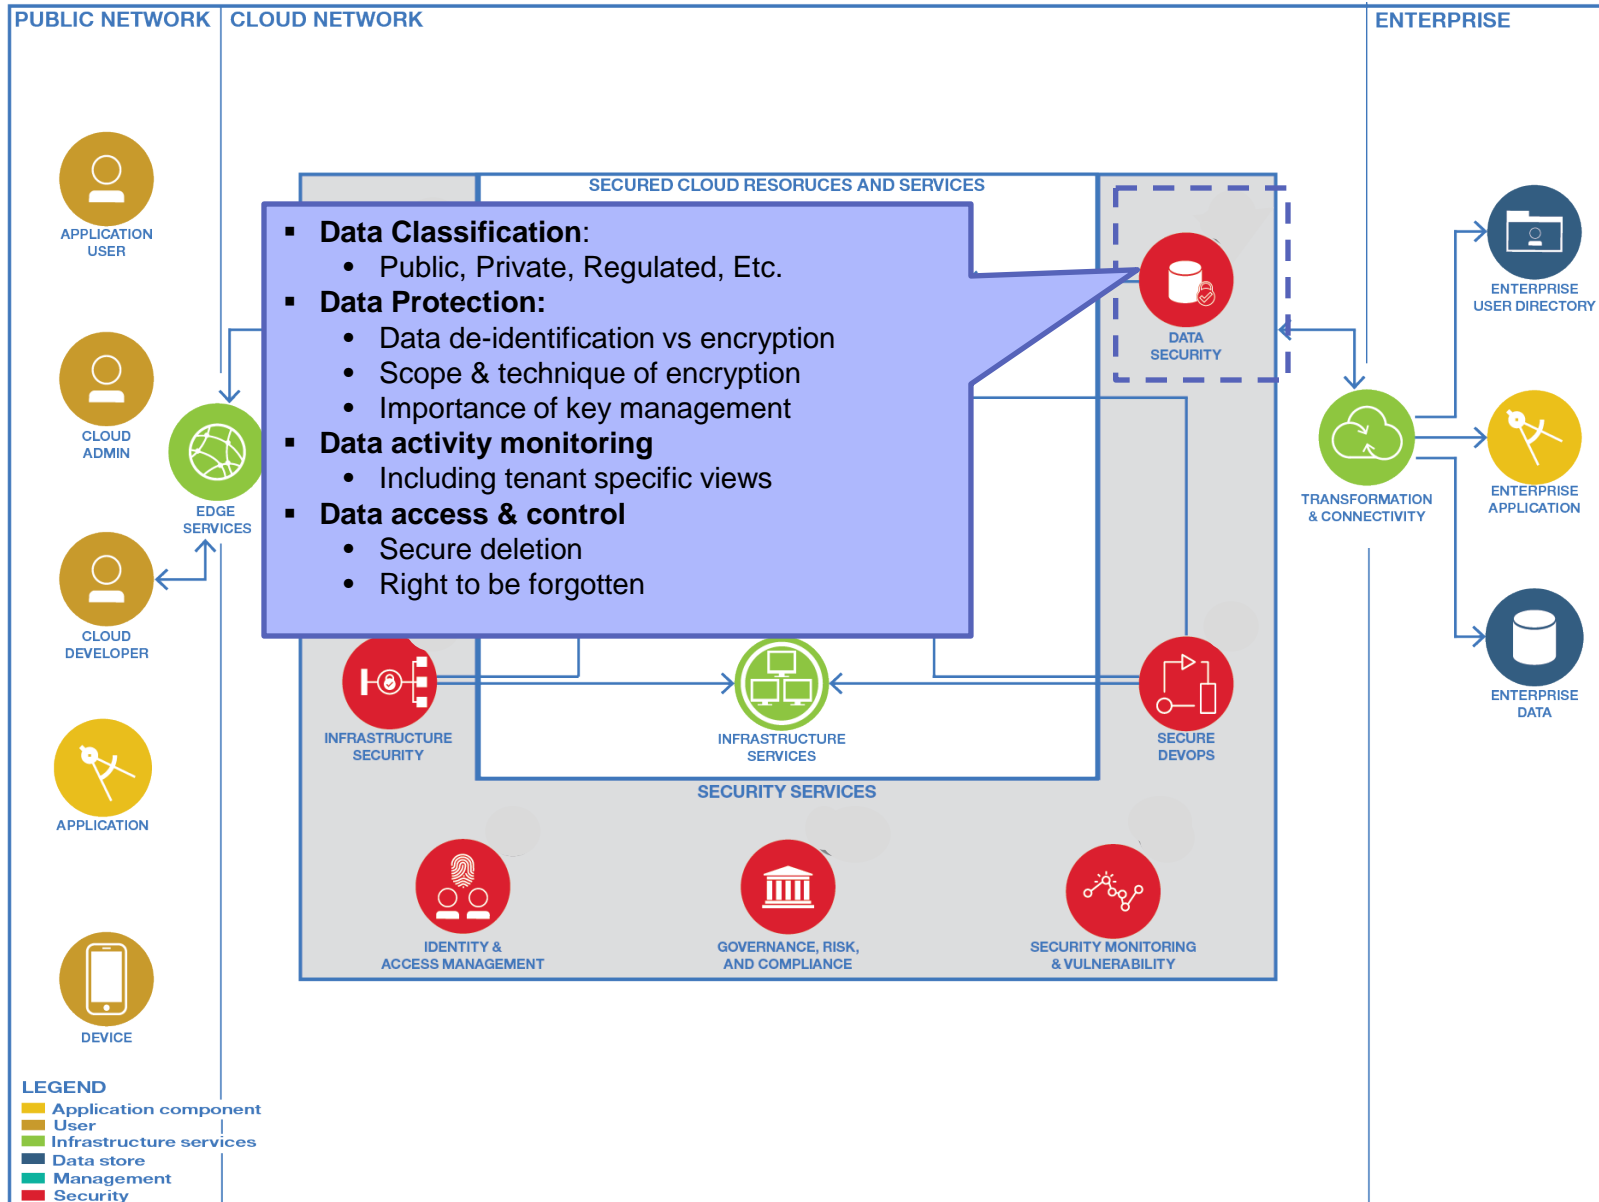 PUBLIC NETWORK
CLOUD NETWORK
ENTERPRISE
APPLICATION
USER
CLOUD
ADMIN
CLOUD
DEVELOPER
APPLICATION
DEVICE
EDGE
SERVICES
SECURED CLOUD RESORUCES AND SERVICES
▪ Data Classification:
• Public, Private, Regulated, Etc.
▪ Data Protection:
• Data de-identification vs encryption
• Scope & technique of encryption
• Importance of key management
▪ Data activity monitoring
• Including tenant specific views
▪ Data access & control
• Secure deletion
• Right to be forgotten
DATA
SECURITY
INFRASTRUCTURE
SECURITY
INFRASTRUCTURE
SERVICES
SECURE
DEVOPS
SECURITY SERVICES
IDENTITY &
ACCESS MANAGEMENT
GOVERNANCE, RISK,
AND COMPLIANCE
SECURITY MONITORING
& VULNERABILITY
TRANSFORMATION
& CONNECTIVITY
ENTERPRISE
USER DIRECTORY
ENTERPRISE
APPLICATION
ENTERPRISE
DATA
LEGEND
Application component
User
Infrastructure services
Data store
Management
Security